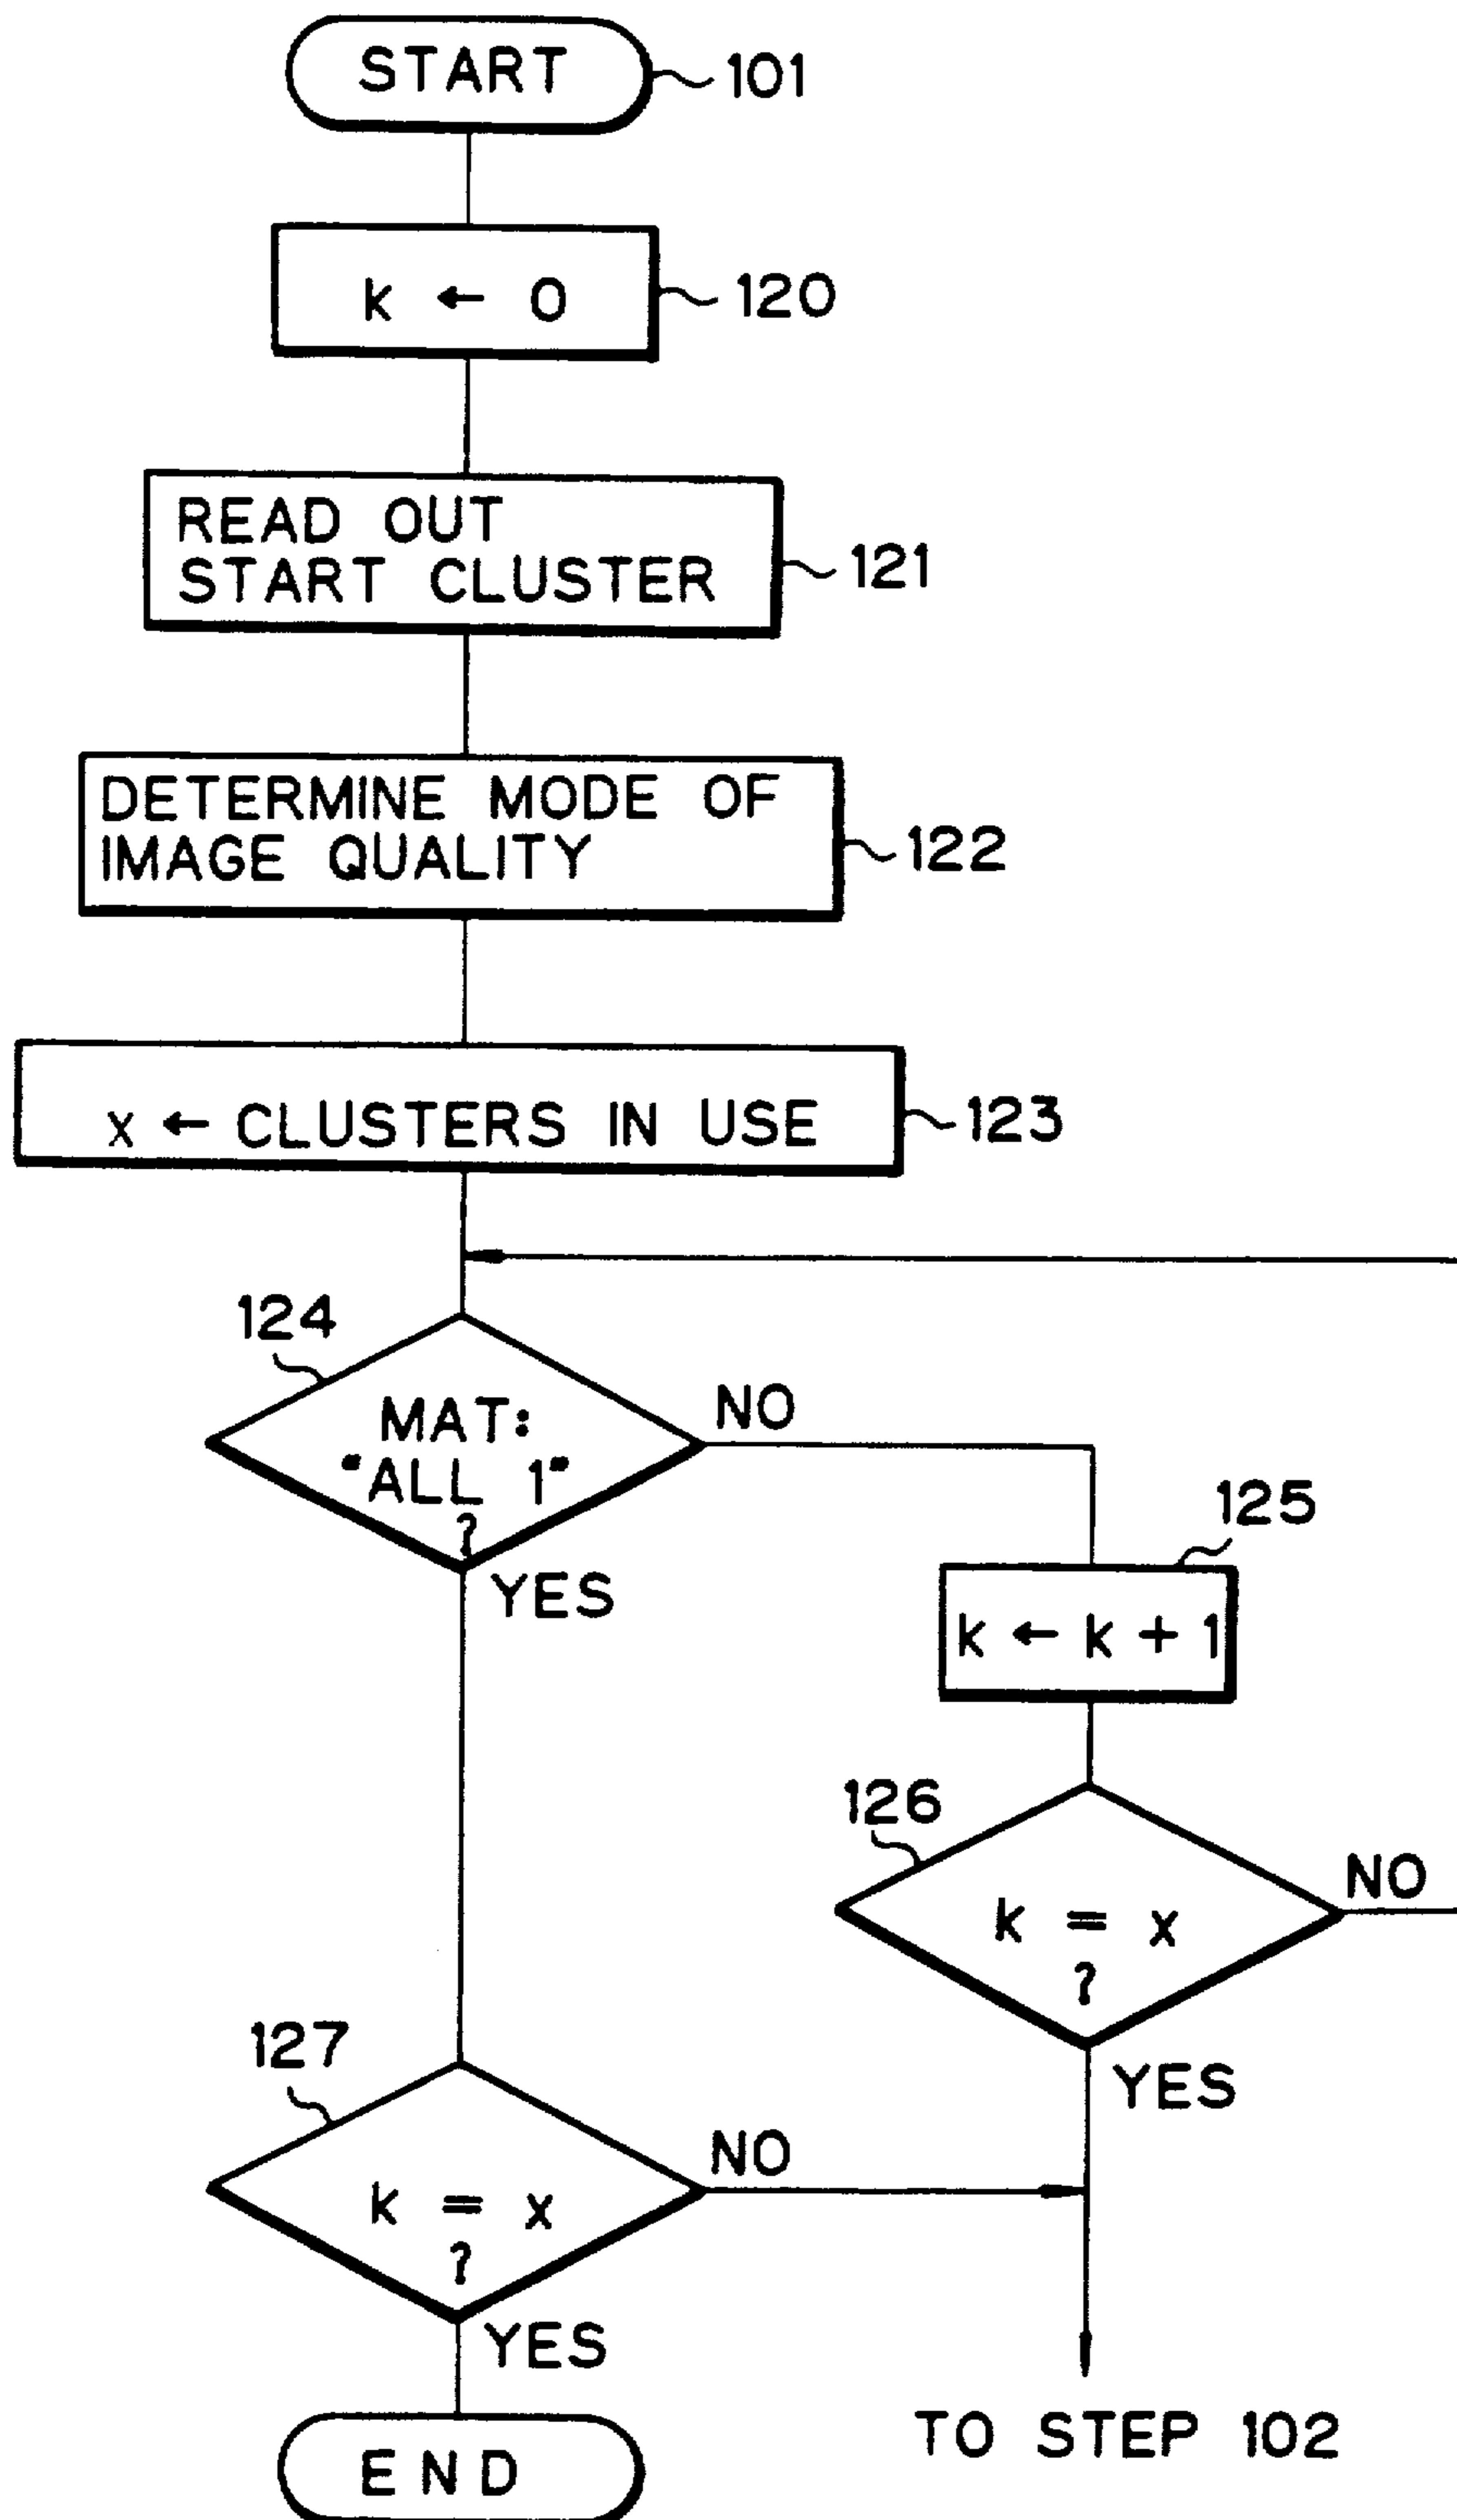 START
101
k ← 0
120
READ OUT
START CLUSTER
121
DETERMINE MODE OF
IMAGE QUALITY
122
x ← CLUSTERS IN USE
123
124
MAT:
"ALL 1"
?
NO
YES
125
k ← k + 1
126
k = x
?
NO
YES
127
k = x
?
NO
YES
TO STEP 102
END